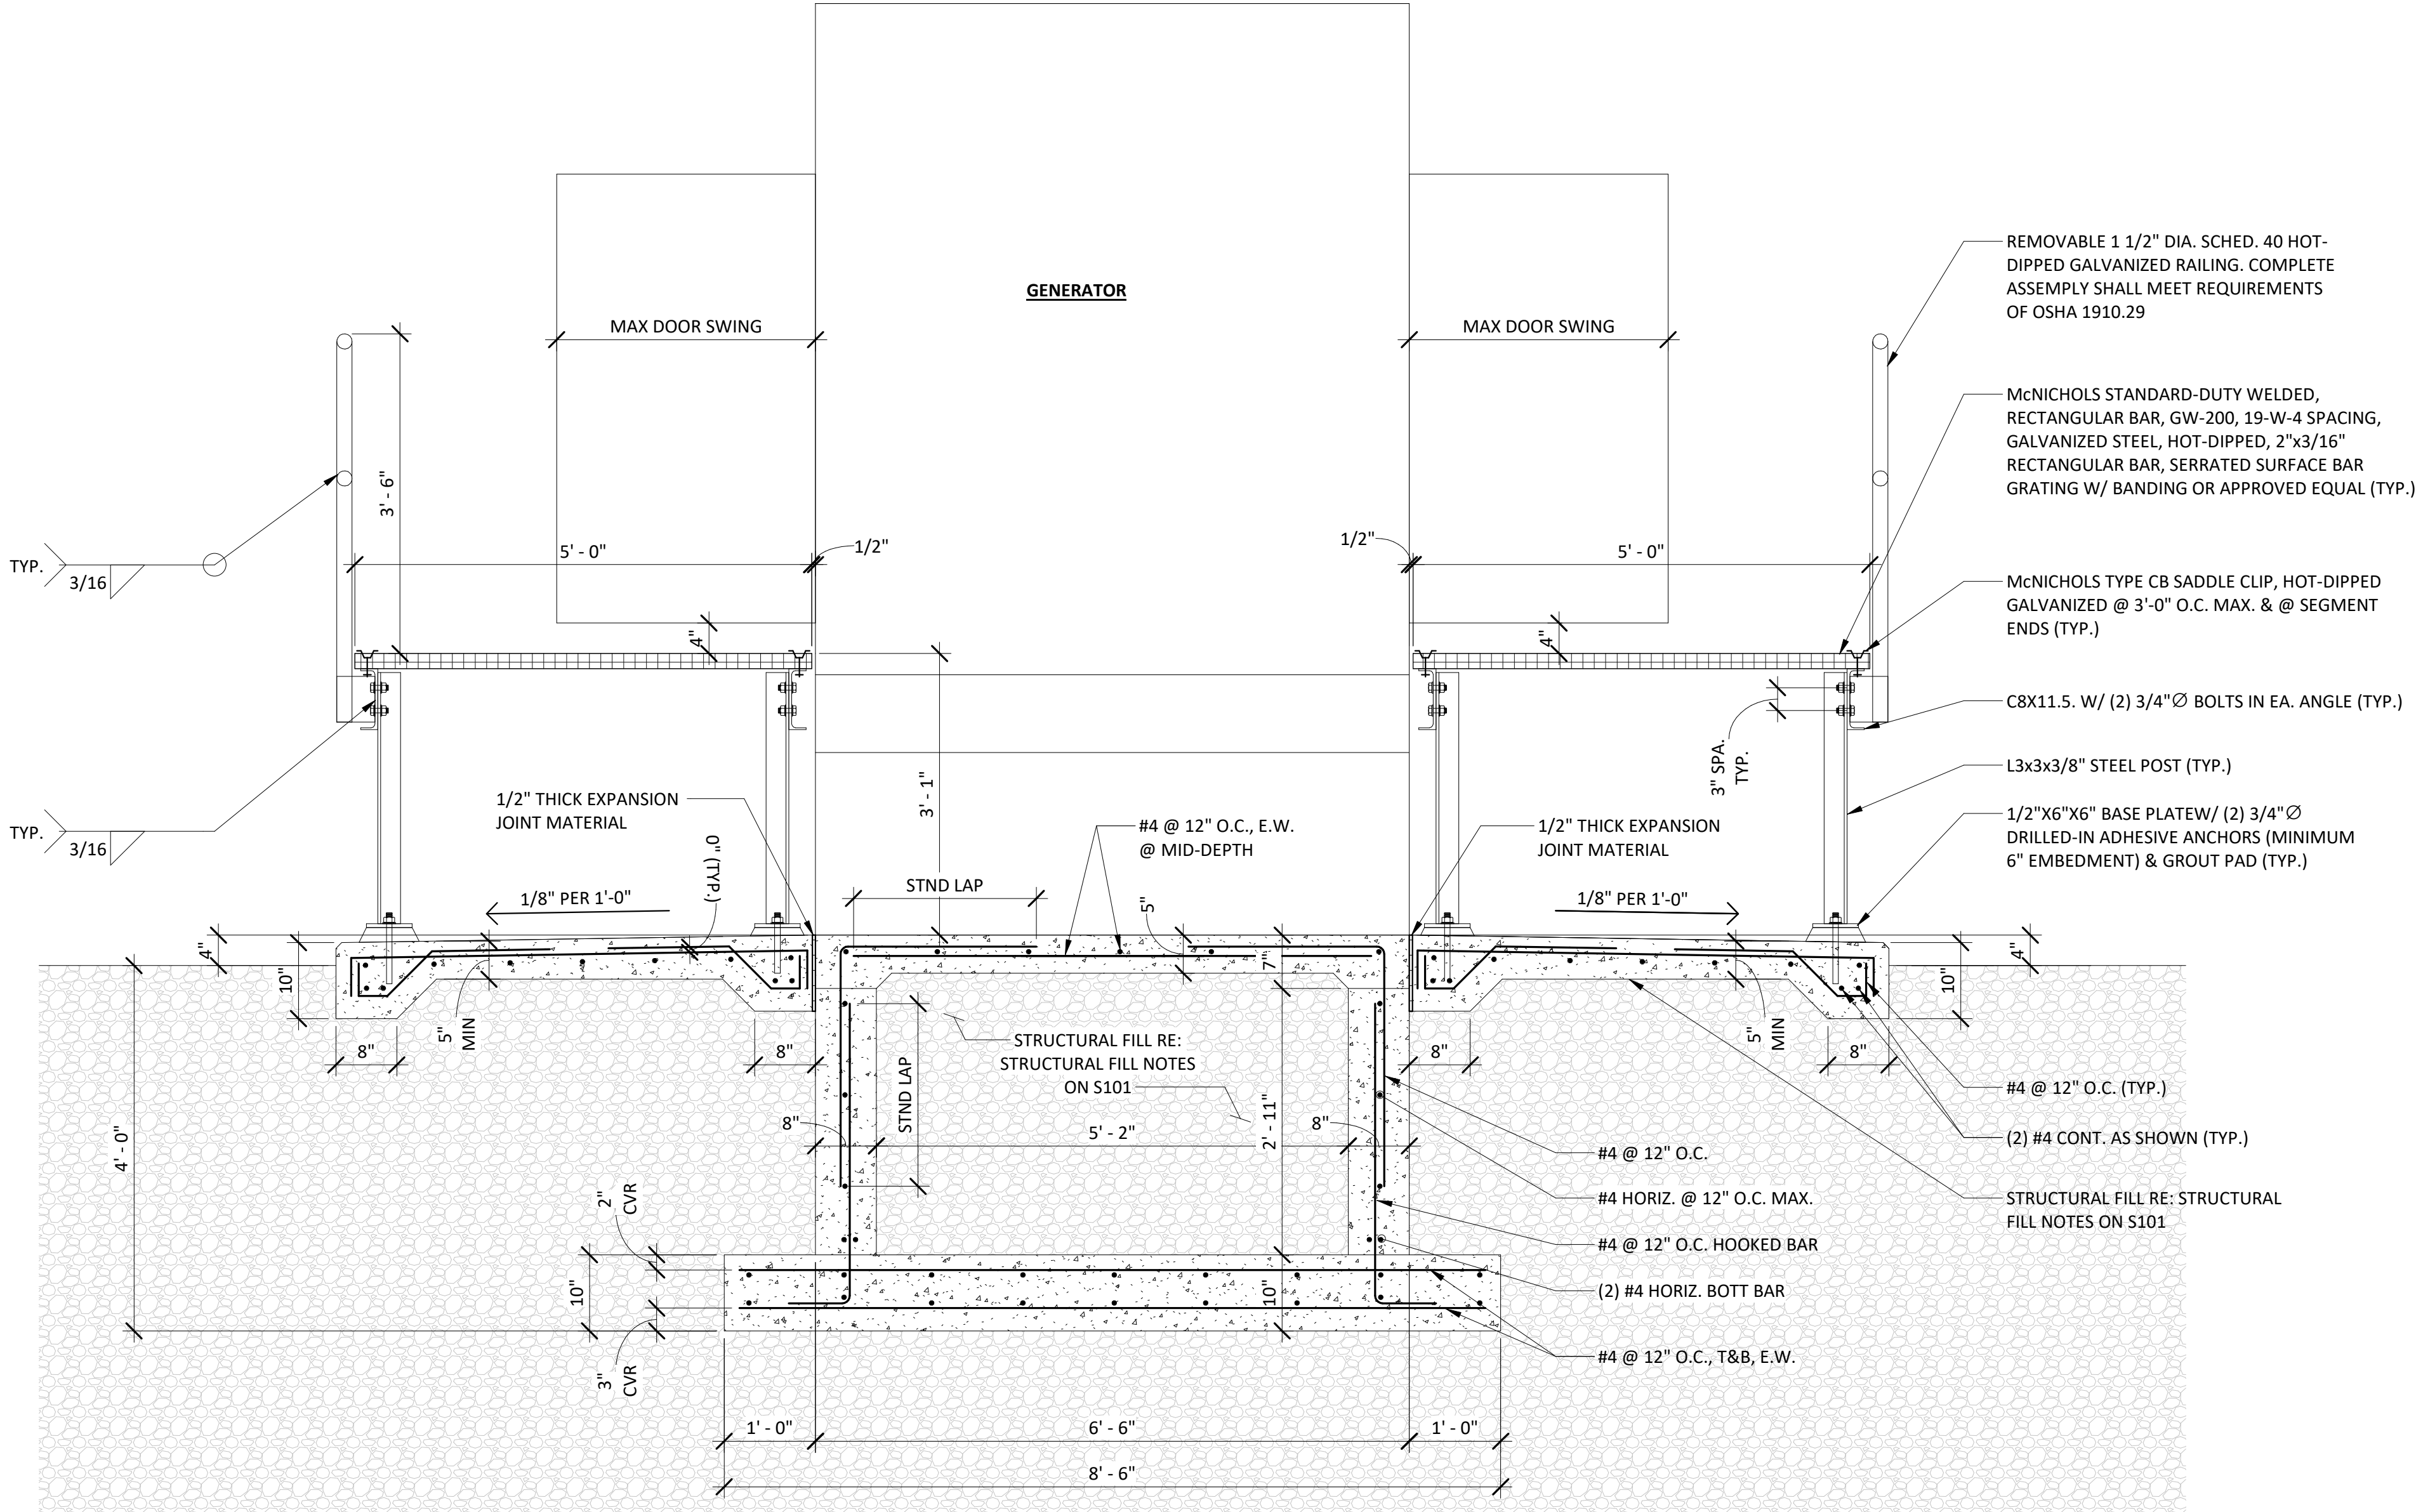 GENERATOR
MAX DOOR SWING
MAX DOOR SWING
REMOVABLE 1 1/2" DIA. SCHED. 40 HOT-
DIPPED GALVANIZED RAILING. COMPLETE
ASSEMPLY SHALL MEET REQUIREMENTS
OF OSHA 1910.29
McNICHOLS STANDARD-DUTY WELDED,
RECTANGULAR BAR, GW-200, 19-W-4 SPACING,
GALVANIZED STEEL, HOT-DIPPED, 2"x3/16"
RECTANGULAR BAR, SERRATED SURFACE BAR
GRATING W/ BANDING OR APPROVED EQUAL (TYP.)
3' - 6"
5' - 0"
1/2"
1/2"
5' - 0"
TYP.
3/16
McNICHOLS TYPE CB SADDLE CLIP, HOT-DIPPED
GALVANIZED @ 3'-0" O.C. MAX. & @ SEGMENT
ENDS (TYP.)
4"
4"
C8X11.5. W/ (2) 3/4"Ø BOLTS IN EA. ANGLE (TYP.)
3" SPA.
TYP.
L3x3x3/8" STEEL POST (TYP.)
3' - 1"
1/2" THICK EXPANSION
JOINT MATERIAL
#4 @ 12" O.C., E.W.
@ MID-DEPTH
1/2" THICK EXPANSION
JOINT MATERIAL
1/2"X6"X6" BASE PLATEW/ (2) 3/4"Ø
DRILLED-IN ADHESIVE ANCHORS (MINIMUM
6" EMBEDMENT) & GROUT PAD (TYP.)
TYP.
3/16
0" (TYP.)
1/8" PER 1'-0"
STND LAP
5"
1/8" PER 1'-0"
4"
10"
7"
4"
10"
5"
MIN
8"
8"
STRUCTURAL FILL RE:
STRUCTURAL FILL NOTES
ON S101
STND LAP
8"
5"
MIN
8"
#4 @ 12" O.C. (TYP.)
(2) #4 CONT. AS SHOWN (TYP.)
4' - 0"
8"
5' - 2"
2' - 11"
8"
#4 @ 12" O.C.
#4 HORIZ. @ 12" O.C. MAX.
STRUCTURAL FILL RE: STRUCTURAL
FILL NOTES ON S101
2"
CVR
#4 @ 12" O.C. HOOKED BAR
10"
10"
(2) #4 HORIZ. BOTT BAR
3"
CVR
#4 @ 12" O.C., T&B, E.W.
1' - 0"
6' - 6"
1' - 0"
8' - 6"